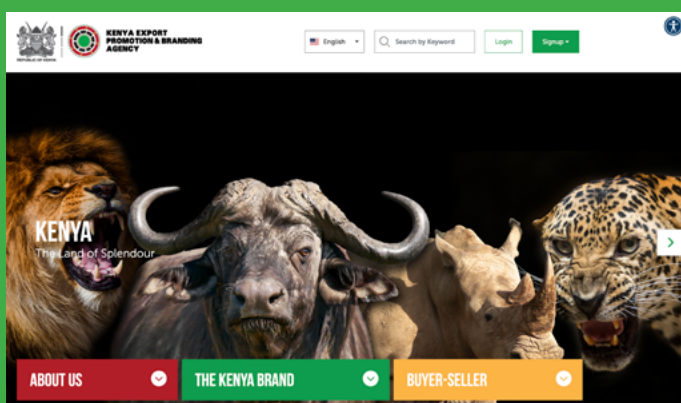 REPUBLIC OF KENYA
KENYA EXPORT
PROMOTION & BRANDING
AGENCY
English
Search by Keyword
Login
Signup
KENYA
The Land of Splendour
ABOUT US
THE KENYA BRAND
BUYER-SELLER